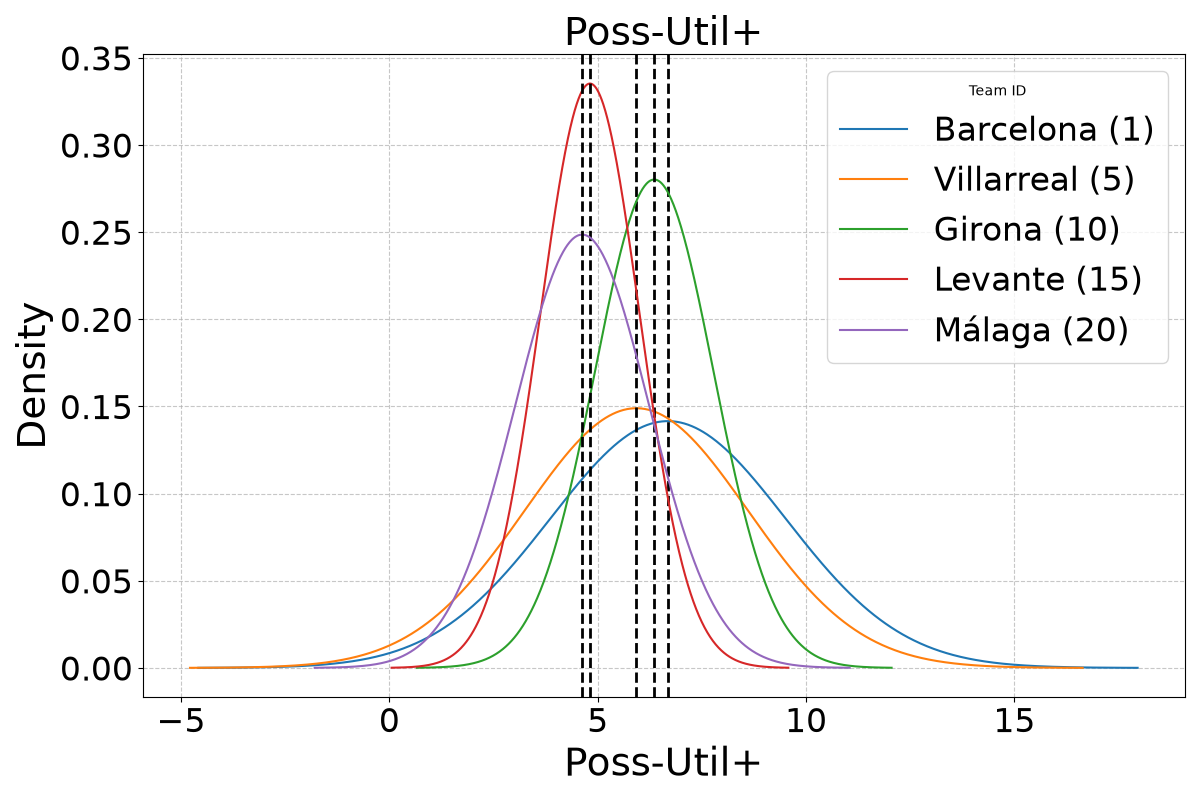 Poss-Util+
0.35
0.30
0.25
0.20
0.15
0.10
0.05
0.00
Density
Team ID
Barcelona (1)
Villarreal (5)
Girona (10)
Levante (15)
Málaga (20)
−5 0 5 10 15
Poss-Util+